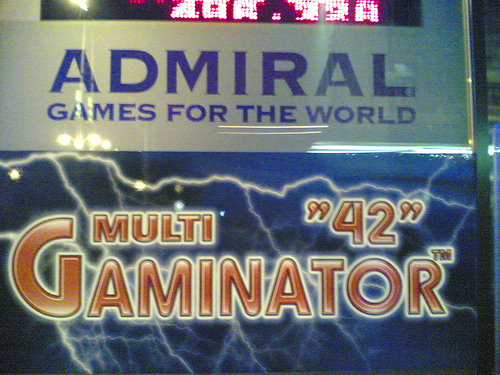 ADMIRAL
GAMES FOR THE WORLD
MULTI ”42”
GAMINATOR™